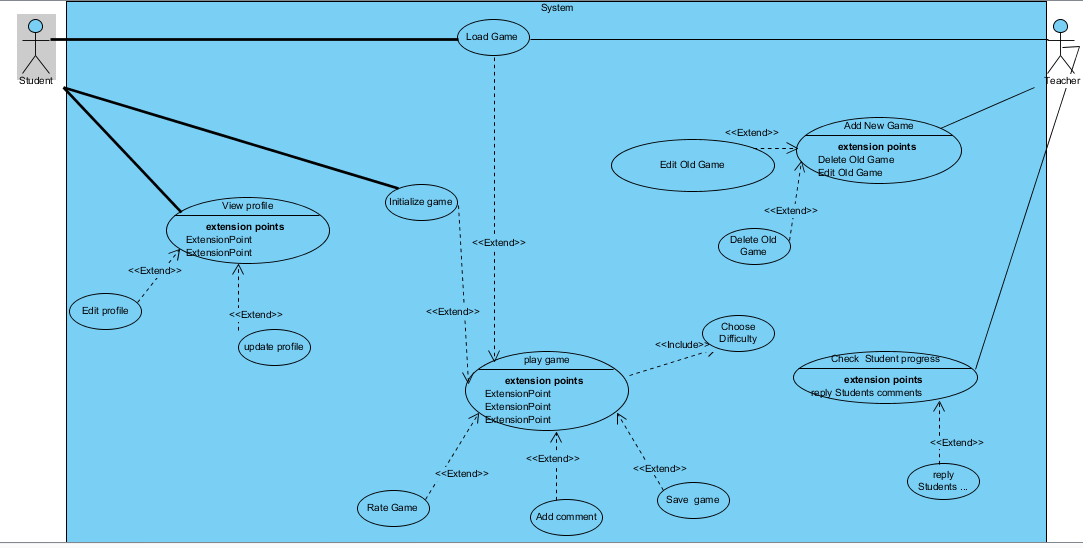 System
Student
Load Game
Teacher
Add New Game
extension points
Delete Old Game
Edit Old Game
<<Extend>>
Edit Old Game
<<Extend>>
Delete Old
Game
View profile
extension points
ExtensionPoint
ExtensionPoint
Initialize game
<<Extend>>
<<Extend>>
Edit profile
<<Extend>>
update profile
<<Extend>>
play game
extension points
ExtensionPoint
ExtensionPoint
ExtensionPoint
<<Include>>
Choose
Difficulty
Check  Student progress
extension points
reply Students comments
<<Extend>>
reply
Students ...
<<Extend>>
<<Extend>>
<<Extend>>
Rate Game
Add comment
Save  game